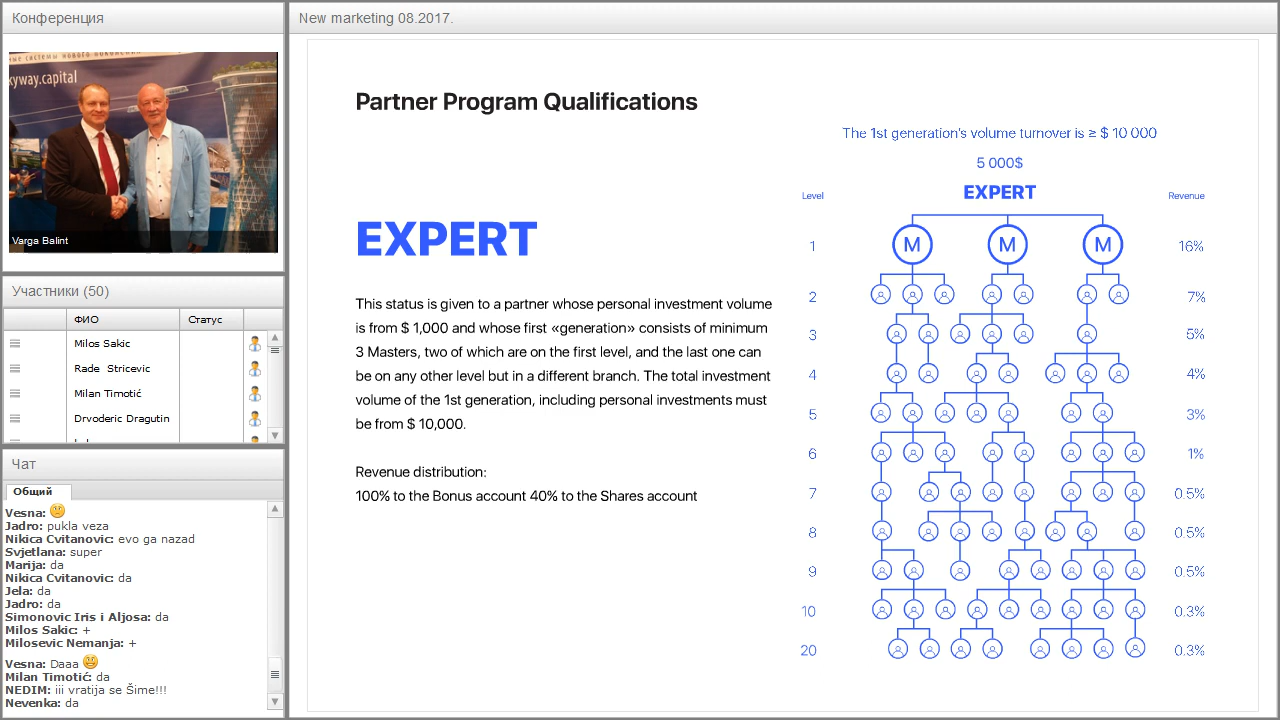 Конференция
ные системы нового поколения
kyway.capital
Varga Balint
Участники (50)
ФИО Статус
Milos Sakic
Rade Stricevic
Milan Timotić
Drvoderic Dragutin
Чат
Общий
Vesna:
Jadro: pukla veza
Nikica Cvitanovic: evo ga nazad
Svjetlana: super
Marija: da
Nikica Cvitanovic: da
Jela: da
Jadro: da
Simonovic Iris i Aljosa: da
Milos Sakic: +
Milosevic Nemanja: +
Vesna: Daaa
Milan Timotić: da
NEDIM: iii vratija se Šime!!!
Nevenka: da
New marketing 08.2017.
Partner Program Qualifications
EXPERT
This status is given to a partner whose personal investment volume
is from $ 1,000 and whose first «generation» consists of minimum
3 Masters, two of which are on the first level, and the last one can
be on any other level but in a different branch. The total investment
volume of the 1st generation, including personal investments must
be from $ 10,000.
Revenue distribution:
100% to the Bonus account 40% to the Shares account
The 1st generation's volume turnover is ≥ $ 10 000
5 000$
Level EXPERT Revenue
1 M M M 16%
2 7%
3 5%
4 4%
5 3%
6 1%
7 0.5%
8 0.5%
9 0.5%
10 0.3%
20 0.3%